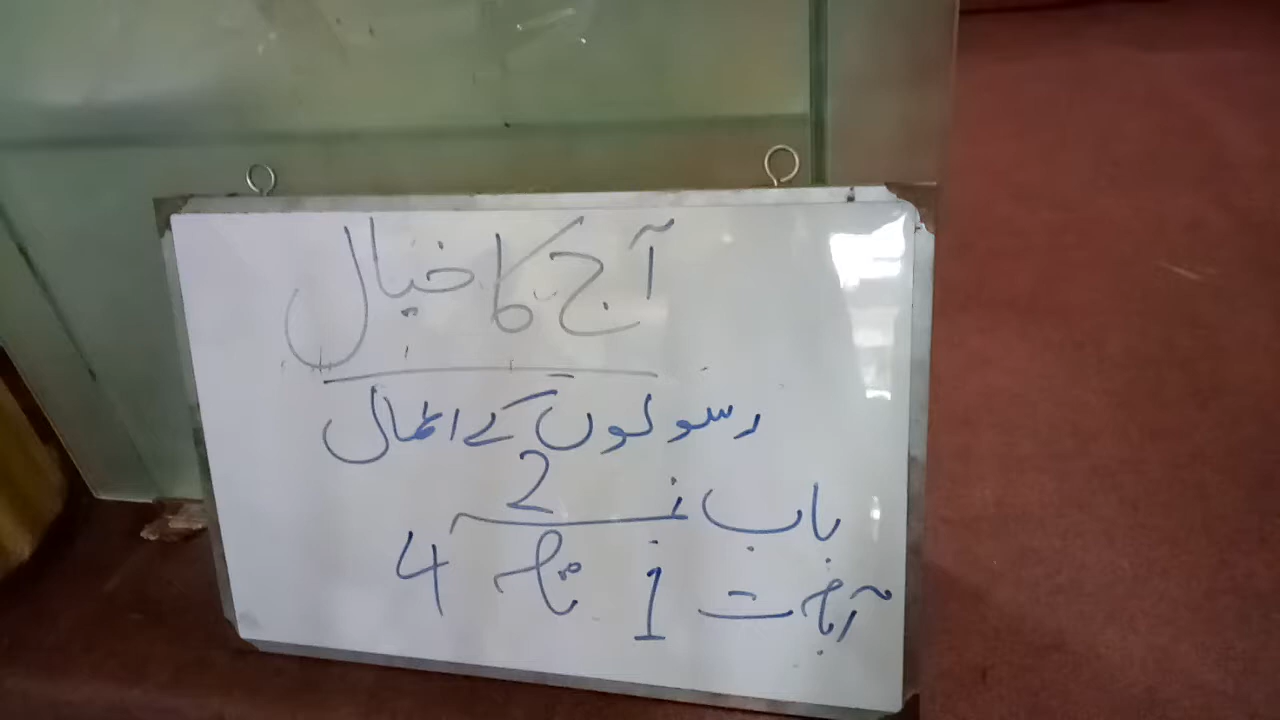 آج کا خیال
رسولوں کے اعمال
باب نمبر 2
آیات 1 تا 4